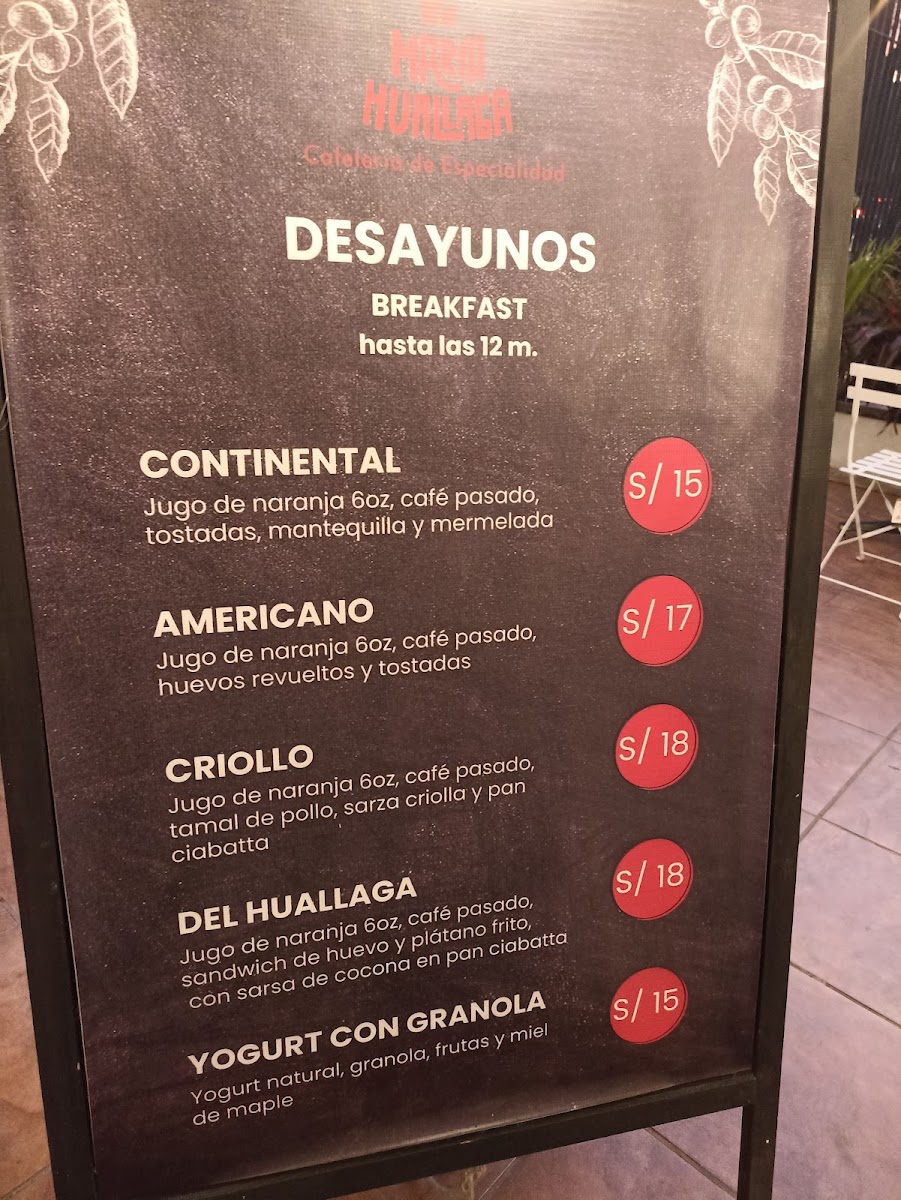 MARIA
HUALLAGA
Cafetería de Especialidad
DESAYUNOS
BREAKFAST
hasta las 12 m.
CONTINENTAL
S/ 15
Jugo de naranja 6oz, café pasado,
tostadas, mantequilla y mermelada
AMERICANO
S/ 17
Jugo de naranja 6oz, café pasado,
huevos revueltos y tostadas
CRIOLLO
S/ 18
Jugo de naranja 6oz, café pasado,
tamal de pollo, sarza criolla y pan
ciabatta
DEL HUALLAGA
S/ 18
Jugo de naranja 6oz, café pasado,
sandwich de huevo y plátano frito,
con sarsa de cocona en pan ciabatta
YOGURT CON GRANOLA
S/ 15
Yogurt natural, granola, frutas y miel
de maple